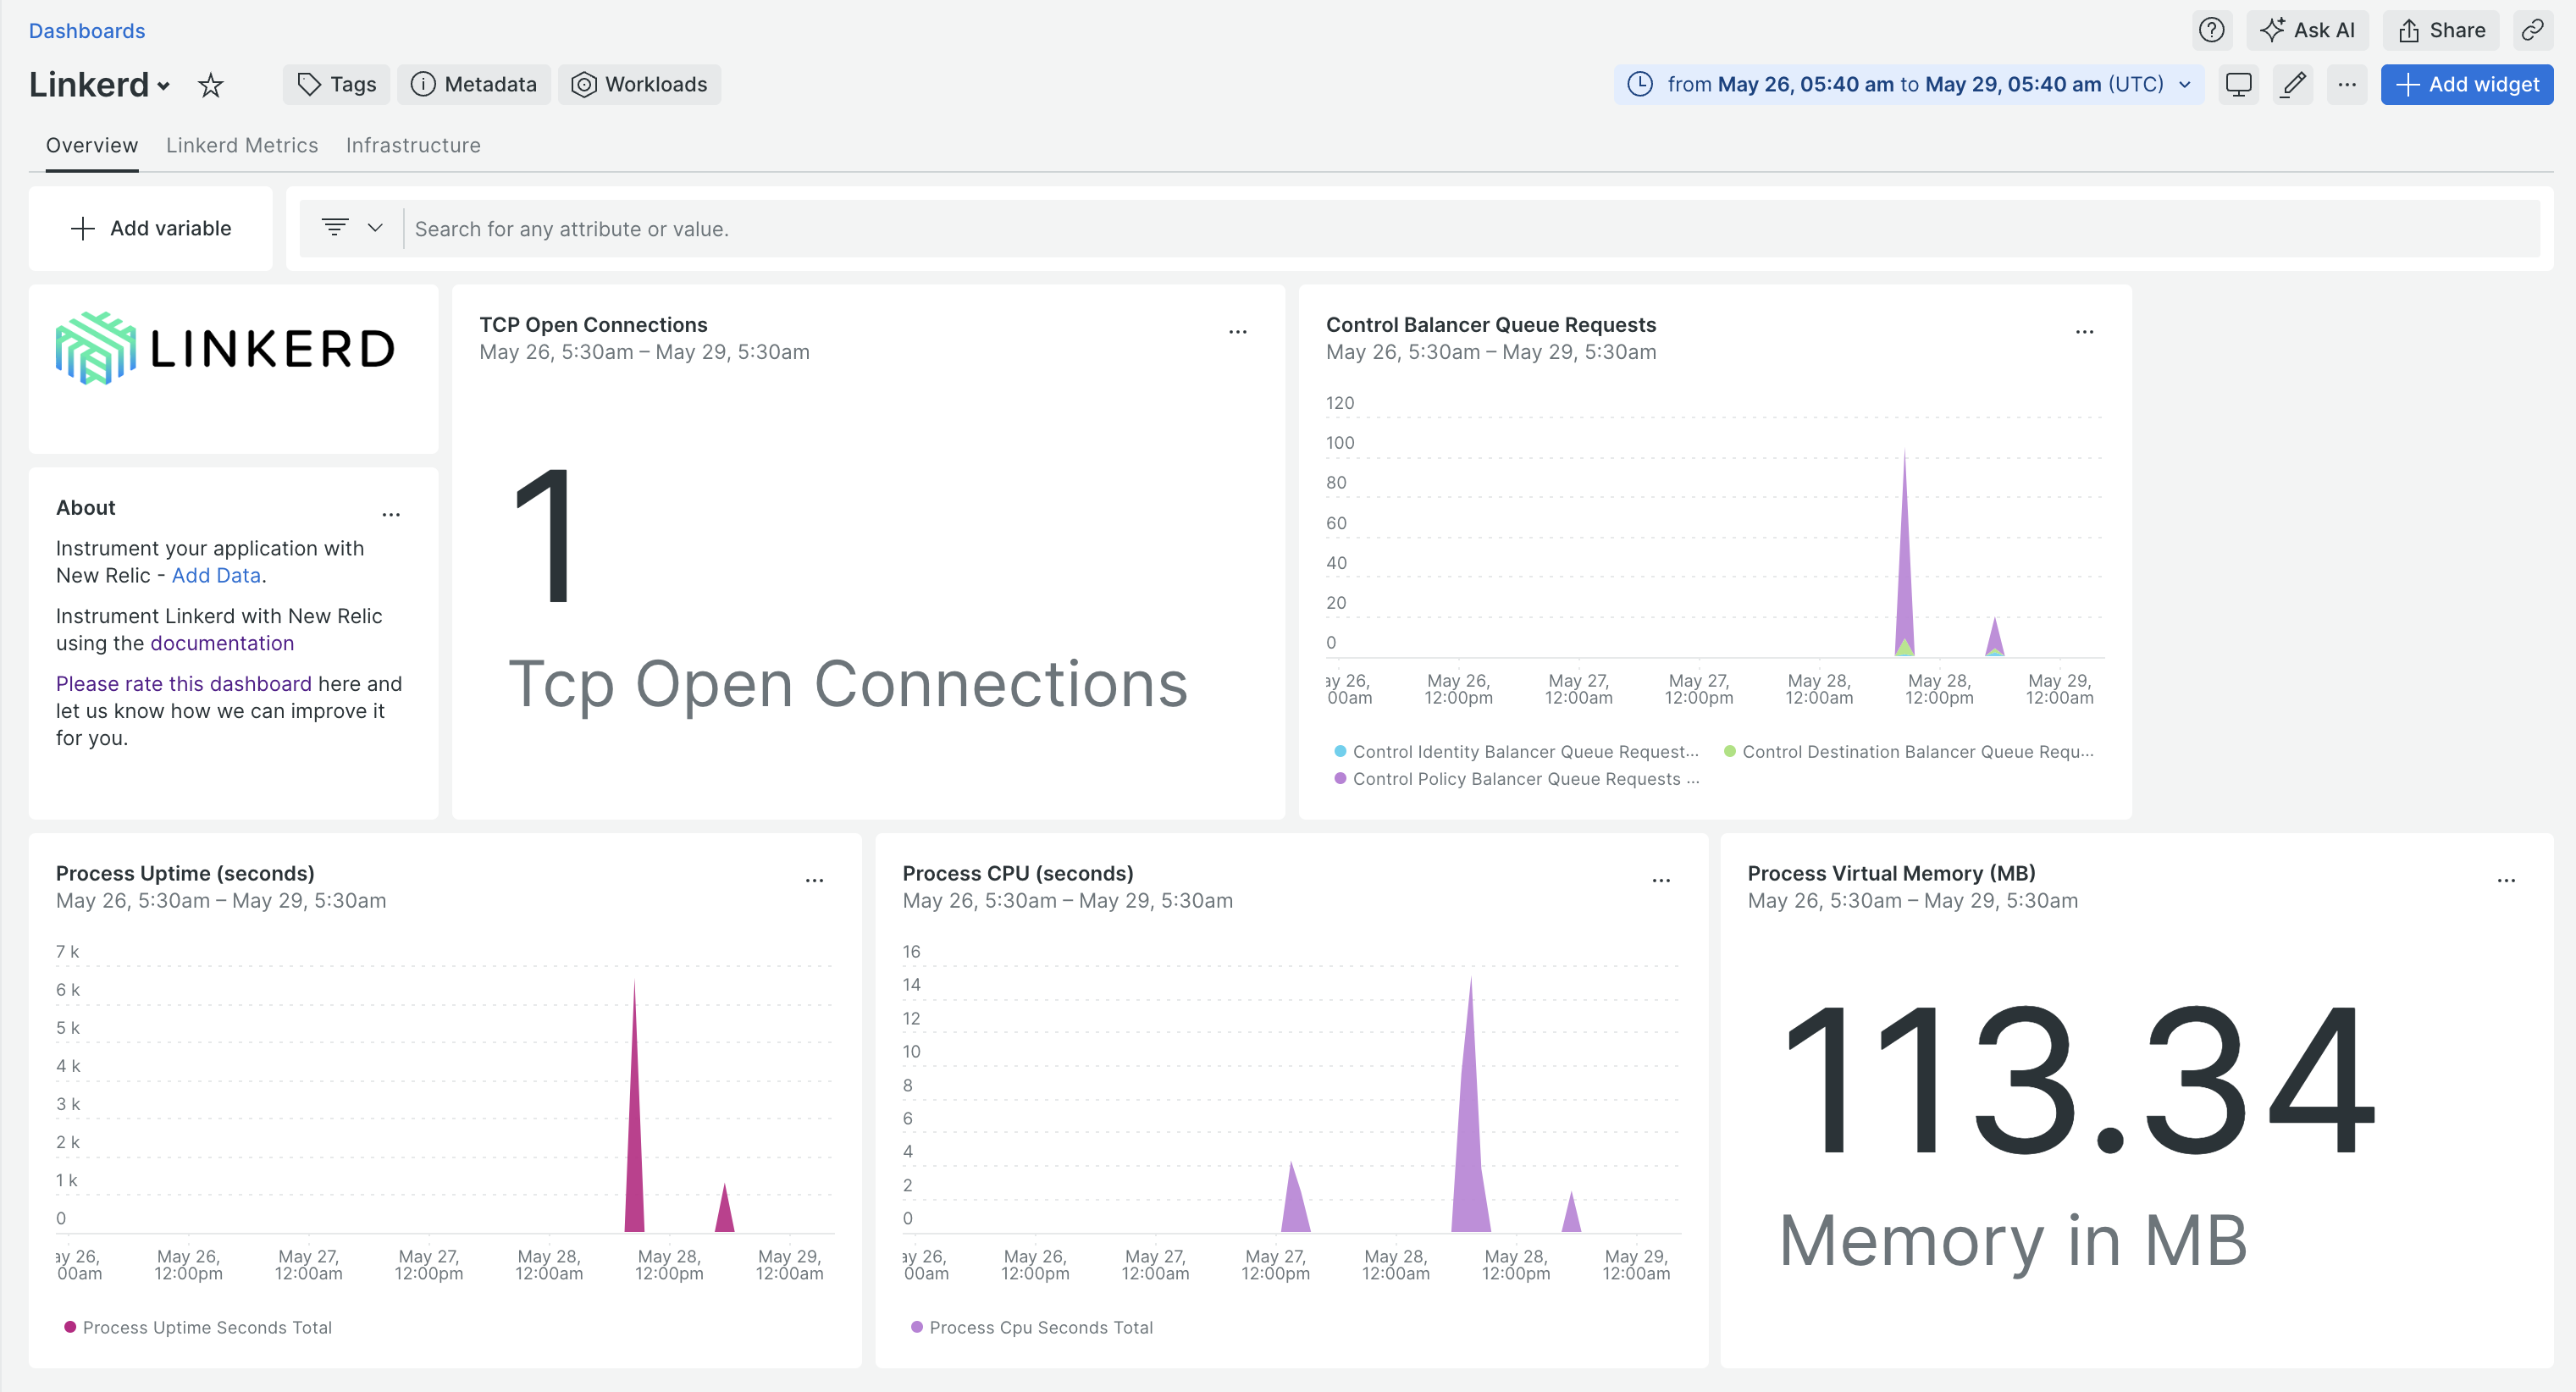 Dashboards
Ask AI
Share
Linkerd
Tags
Metadata
Workloads
from May 26, 05:40 am to May 29, 05:40 am (UTC)
Add widget
Overview
Linkerd Metrics
Infrastructure
Add variable
Search for any attribute or value.
LINKERD
About
Instrument your application with
New Relic - Add Data.
Instrument Linkerd with New Relic
using the documentation
Please rate this dashboard here and
let us know how we can improve it
for you.
TCP Open Connections
May 26, 5:30am – May 29, 5:30am
1
Tcp Open Connections
Control Balancer Queue Requests
May 26, 5:30am – May 29, 5:30am
120
100
80
60
40
20
0
ay 26,
00am
May 26,
12:00pm
May 27,
12:00am
May 27,
12:00pm
May 28,
12:00am
May 28,
12:00pm
May 29,
12:00am
Control Identity Balancer Queue Request...
Control Destination Balancer Queue Requ...
Control Policy Balancer Queue Requests ...
Process Uptime (seconds)
May 26, 5:30am – May 29, 5:30am
7 k
6 k
5 k
4 k
3 k
2 k
1 k
0
ay 26,
00am
May 26,
12:00pm
May 27,
12:00am
May 27,
12:00pm
May 28,
12:00am
May 28,
12:00pm
May 29,
12:00am
Process Uptime Seconds Total
Process CPU (seconds)
May 26, 5:30am – May 29, 5:30am
16
14
12
10
8
6
4
2
0
ay 26,
00am
May 26,
12:00pm
May 27,
12:00am
May 27,
12:00pm
May 28,
12:00am
May 28,
12:00pm
May 29,
12:00am
Process Cpu Seconds Total
Process Virtual Memory (MB)
May 26, 5:30am – May 29, 5:30am
113.34
Memory in MB